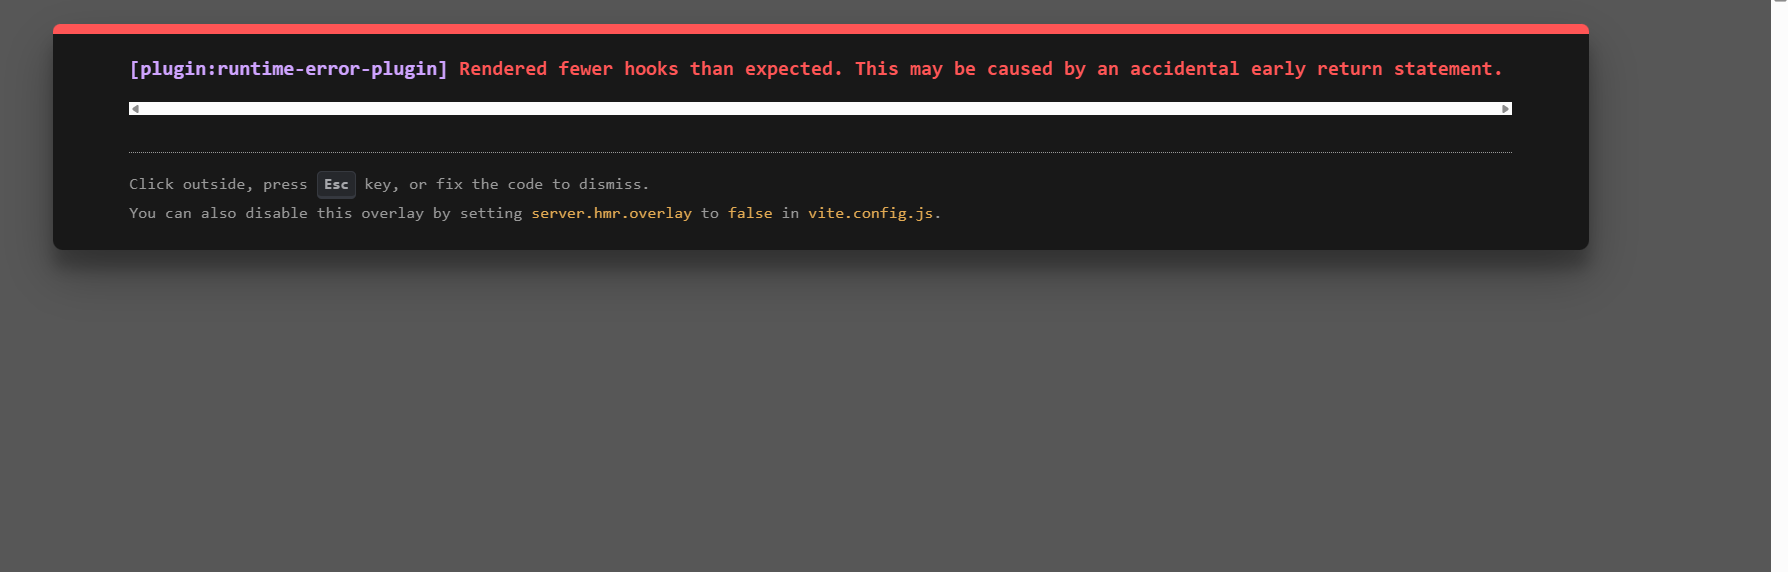 [plugin:runtime-error-plugin] Rendered fewer hooks than expected. This may be caused by an accidental early return statement.
Click outside, press Esc key, or fix the code to dismiss.
You can also disable this overlay by setting server.hmr.overlay to false in vite.config.js.